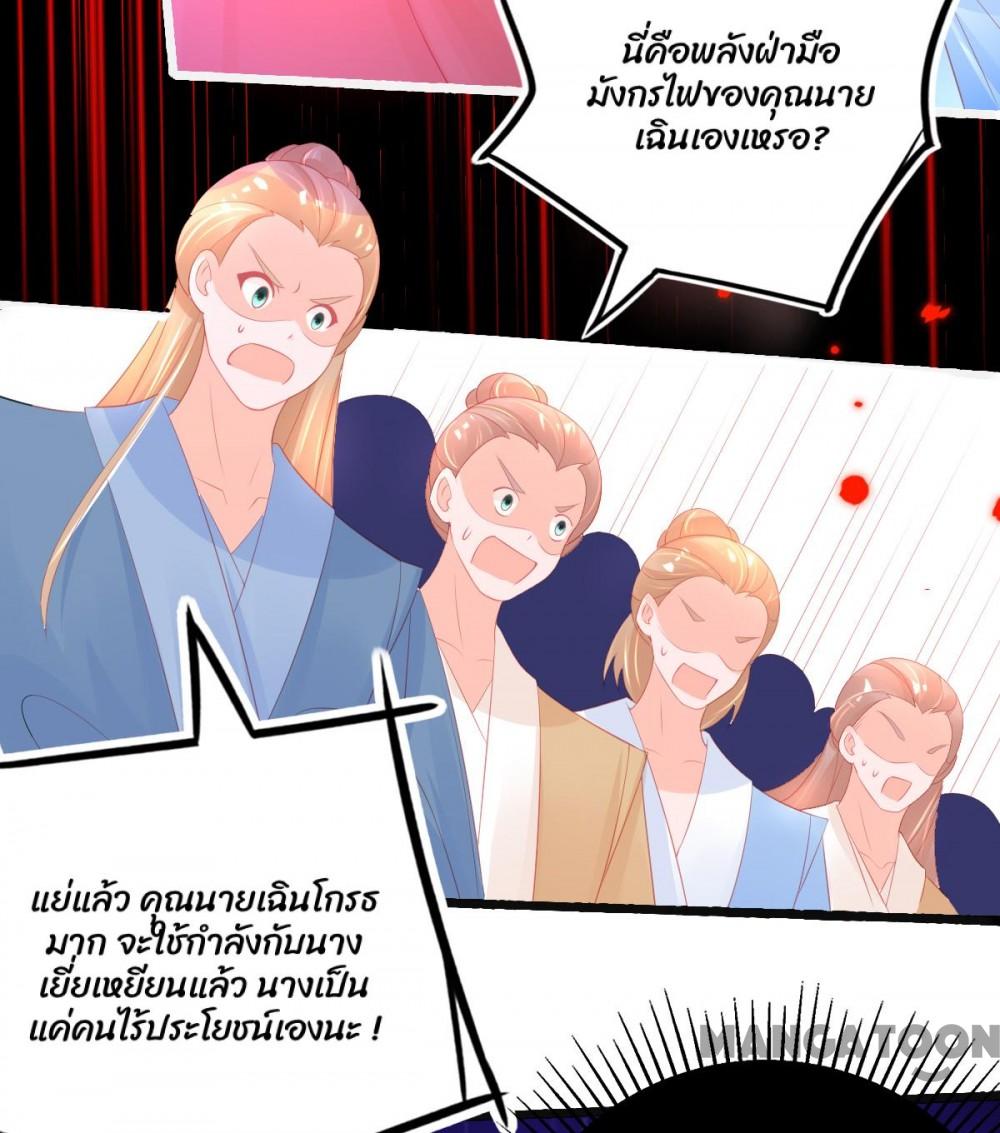 นี่คือพลังฝ่ามือ
มังกรไฟของคุณนาย
เฉินเองเหรอ?
แย่แล้ว คุณนายเฉินโกรธ
มาก จะใช้กำลังกับนาง
เยี่ยเหยียนแล้ว นางเป็น
แค่คนไร้ประโยชน์เองนะ !
MANGATOON